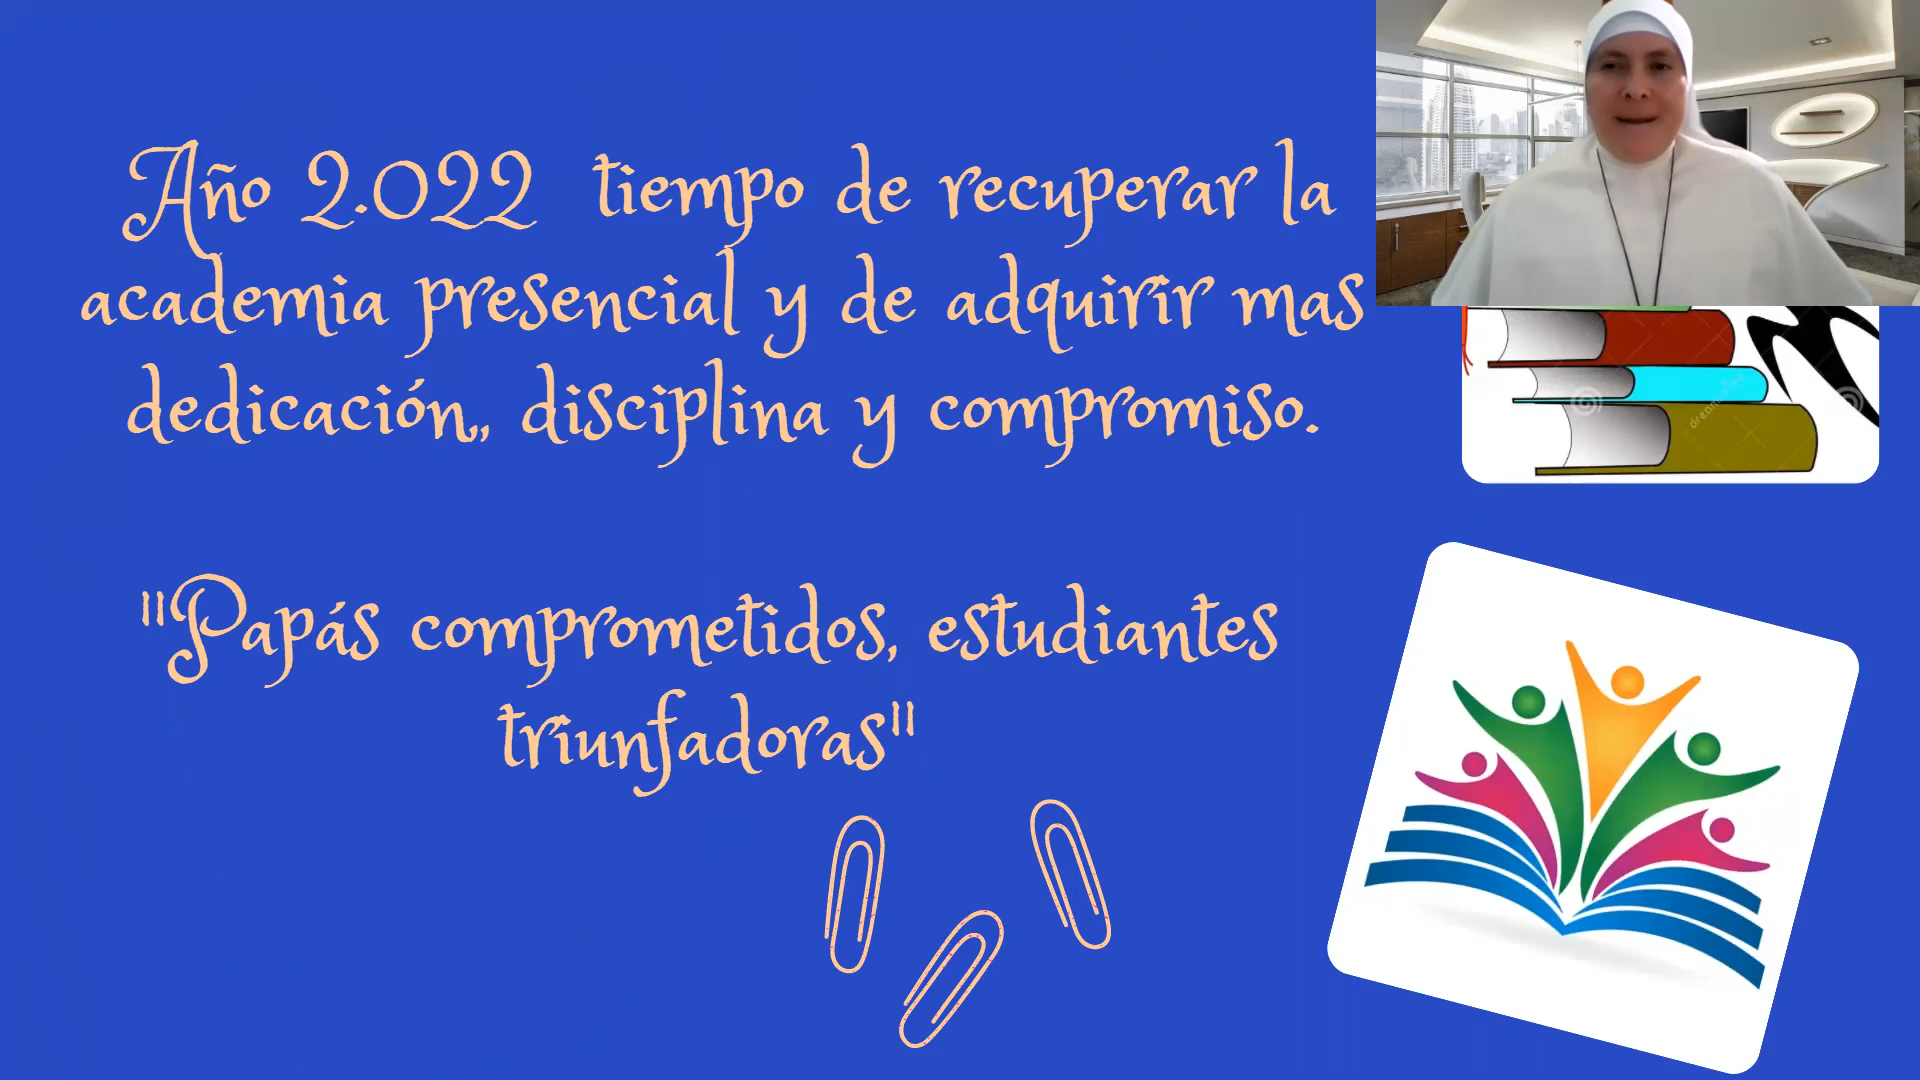 Año 2.022 tiempo de recuperar la
academia presencial y de adquirir mas
dedicación,, disciplina y compromiso.
"Papás comprometidos, estudiantes
triunfadoras"